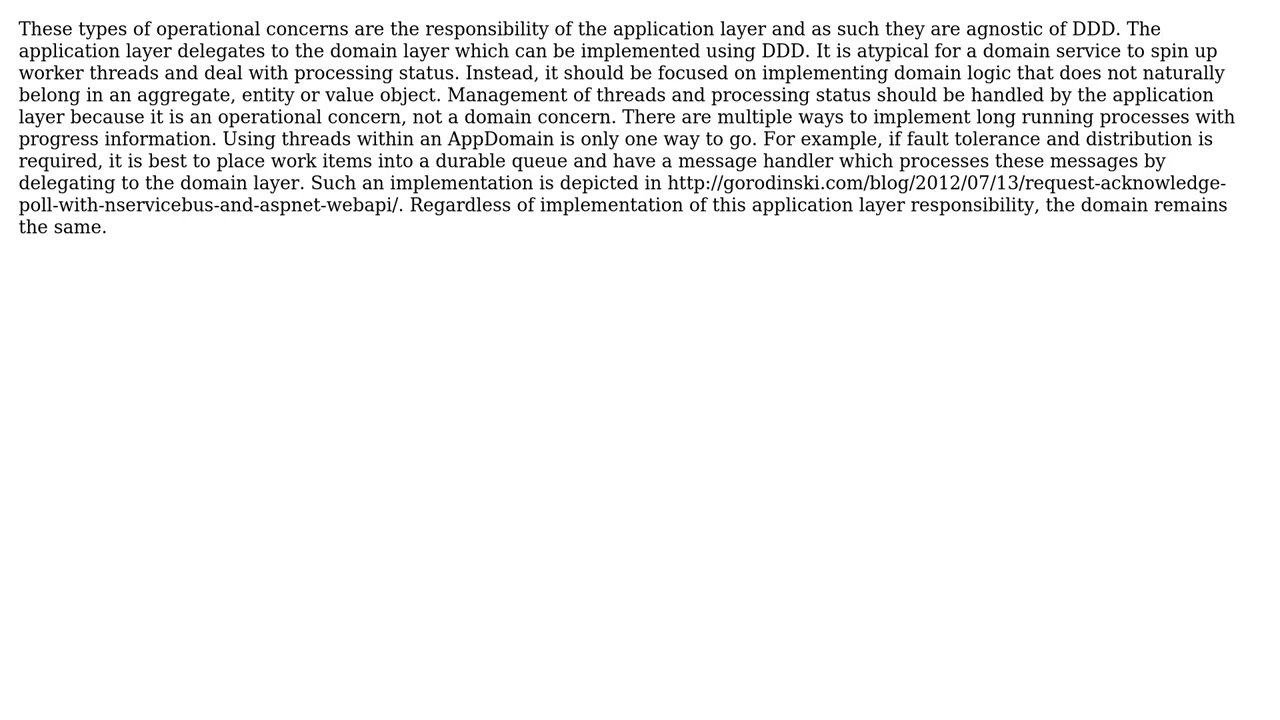 These types of operational concerns are the responsibility of the application layer and as such they are agnostic of DDD. The
application layer delegates to the domain layer which can be implemented using DDD. It is atypical for a domain service to spin up
worker threads and deal with processing status. Instead, it should be focused on implementing domain logic that does not naturally
belong in an aggregate, entity or value object. Management of threads and processing status should be handled by the application
layer because it is an operational concern, not a domain concern. There are multiple ways to implement long running processes with
progress information. Using threads within an AppDomain is only one way to go. For example, if fault tolerance and distribution is
required, it is best to place work items into a durable queue and have a message handler which processes these messages by
delegating to the domain layer. Such an implementation is depicted in http://gorodinski.com/blog/2012/07/13/request-acknowledge-
poll-with-nservicebus-and-aspnet-webapi/. Regardless of implementation of this application layer responsibility, the domain remains
the same.